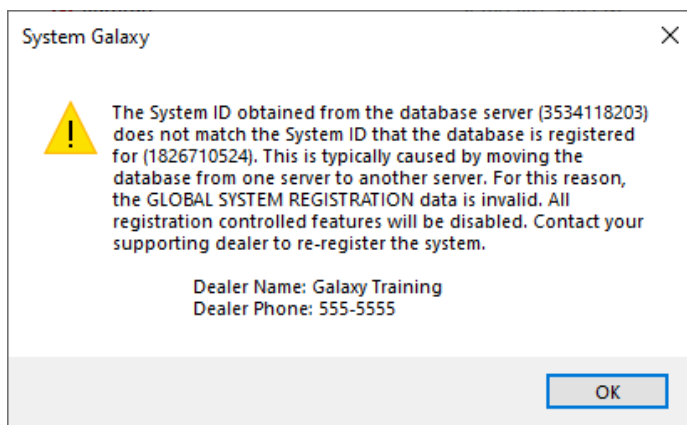 System Galaxy
The System ID obtained from the database server (3534118203)
does not match the System ID that the database is registered
for (1826710524). This is typically caused by moving the
database from one server to another server. For this reason,
the GLOBAL SYSTEM REGISTRATION data is invalid. All
registration controlled features will be disabled. Contact your
supporting dealer to re-register the system.
Dealer Name: Galaxy Training
Dealer Phone: 555-5555
OK